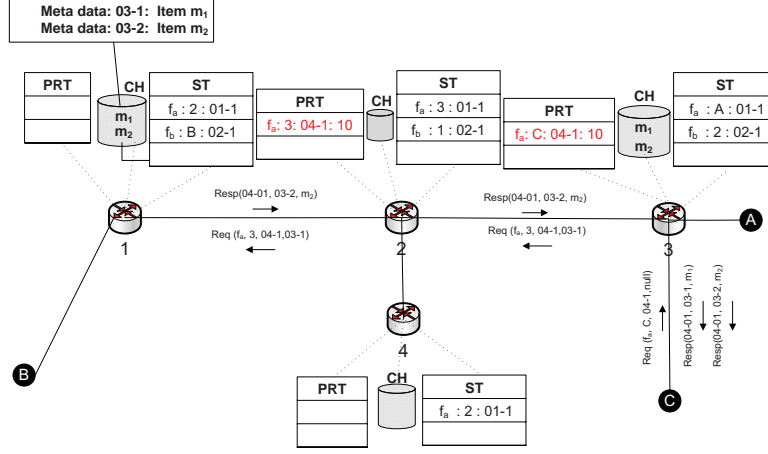 Meta data: 03-1: Item m₁
Meta data: 03-2: Item m₂
PRT
CH
m₁
m₂
ST
fₐ : 2 : 01-1
f_b : B : 02-1
PRT
fₐ: 3: 04-1: 10
CH
ST
fₐ : 3 : 01-1
f_b : 1 : 02-1
PRT
fₐ: C: 04-1: 10
CH
m₁
m₂
ST
fₐ : A : 01-1
f_b : 2 : 02-1
Resp(04-01, 03-2, m₂)
Req (fₐ, 3, 04-1,03-1)
Resp(04-01, 03-2, m₂)
Req (fₐ, 3, 04-1,03-1)
1
2
3
A
B
C
Req (fₐ, C, 04-1,null)
Resp(04-01, 03-1, m₁)
Resp(04-01, 03-2, m₂)
4
PRT
CH
ST
fₐ : 2 : 01-1